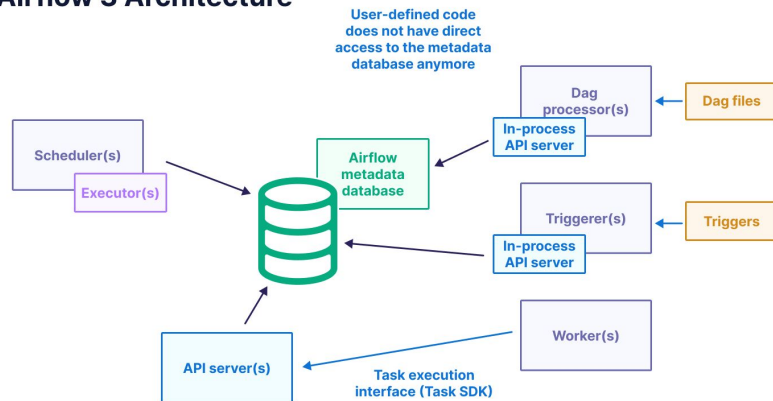 Airflow 3 Architecture
User-defined code
does not have direct
access to the metadata
database anymore
Dag
processor(s)
In-process
API server
Dag files
Scheduler(s)
Executor(s)
Airflow
metadata
database
Triggerer(s)
In-process
API server
Triggers
Worker(s)
API server(s)
Task execution
interface (Task SDK)